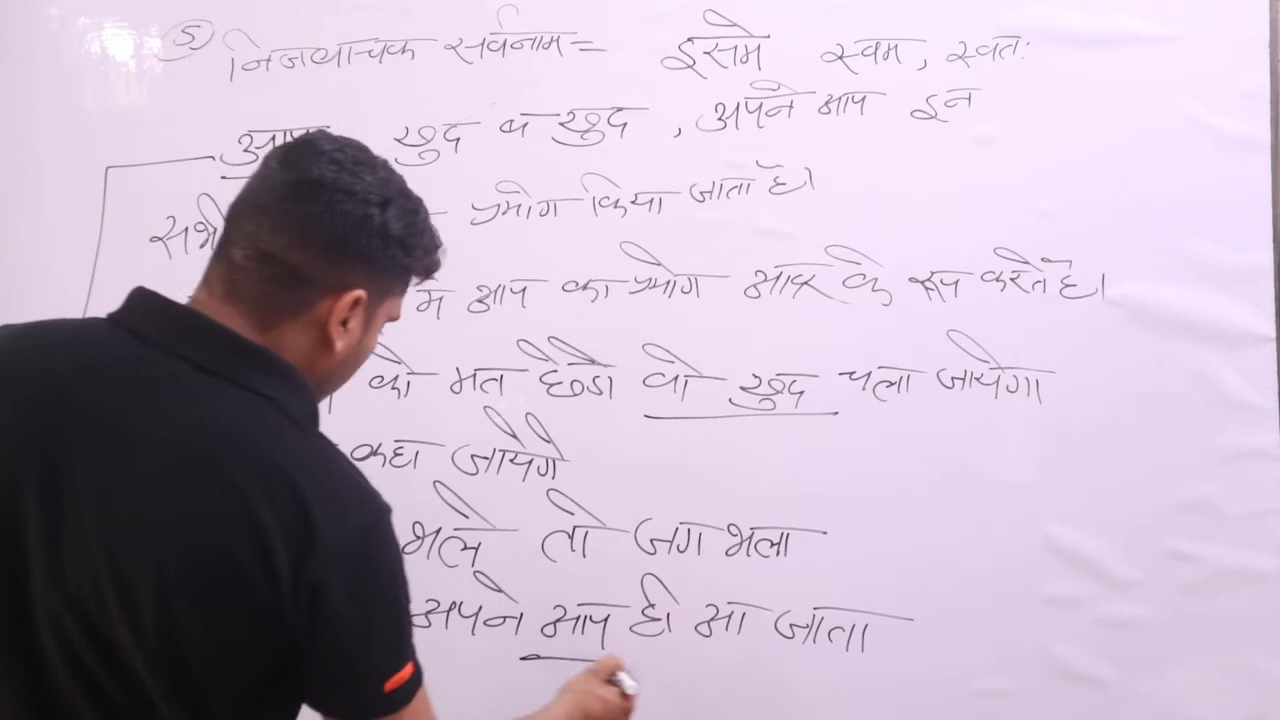 5 निजवाचक सर्वनाम = इसमे स्वम, स्वतः
आप खुद ब खुद, अपने आप इन
सभी प्रयोग किया जाता है।
म आप का प्रयोग आदर के रूप करते है।
को मत छेडो वो खुद चला जायेगा
कहा जायेगे
भले तो जग भला
अपने आप ही आ जाता